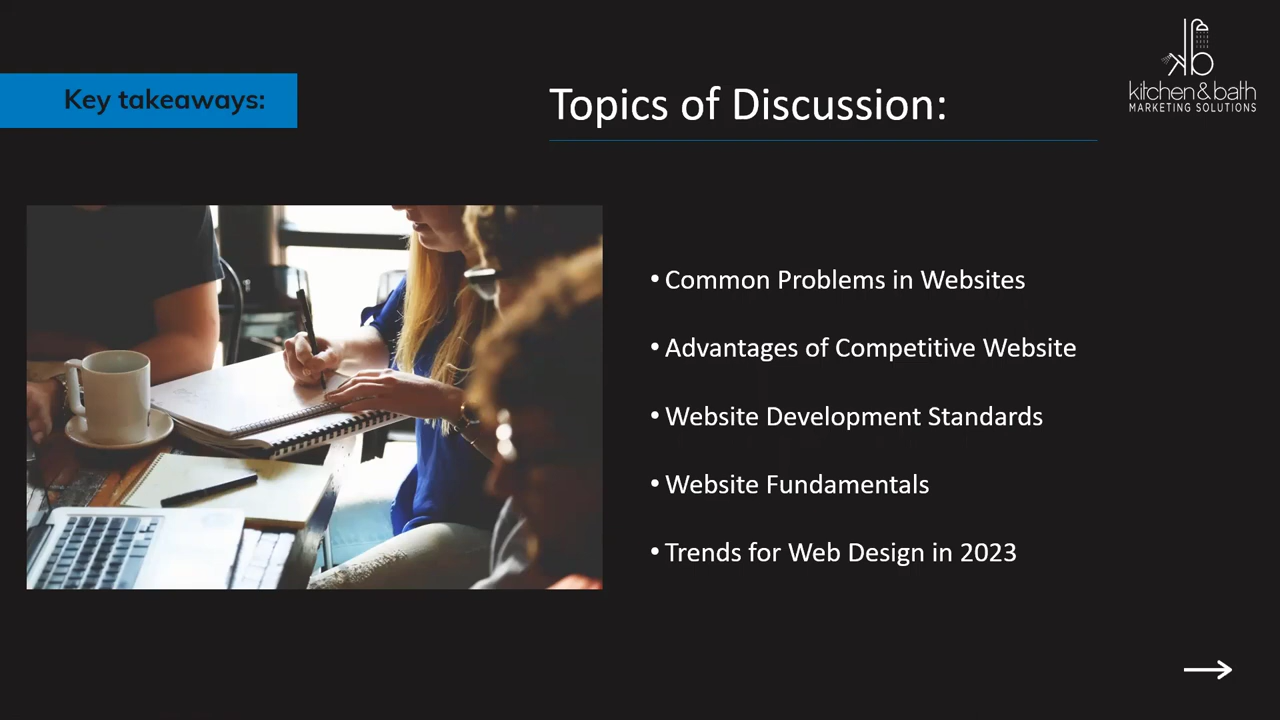 Key takeaways:
Topics of Discussion:
kitchen&bath
MARKETING SOLUTIONS
• Common Problems in Websites
• Advantages of Competitive Website
• Website Development Standards
• Website Fundamentals
• Trends for Web Design in 2023